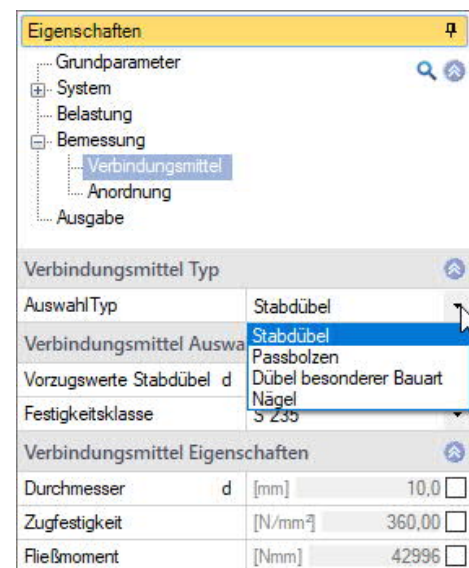 Eigenschaften
Grundparameter
System
Belastung
Bemessung
Verbindungsmittel
Anordnung
Ausgabe
Verbindungsmittel Typ
AuswahlTyp Stabdübel
Stabdübel
Passbolzen
Dübel besonderer Bauart
Nägel
Verbindungsmittel Auswa
Vorzugswerte Stabdübel d
Festigkeitsklasse S 235
Verbindungsmittel Eigenschaften
Durchmesser d [mm] 10,0
Zugfestigkeit [N/mm²] 360,00
Fließmoment [Nmm] 42996